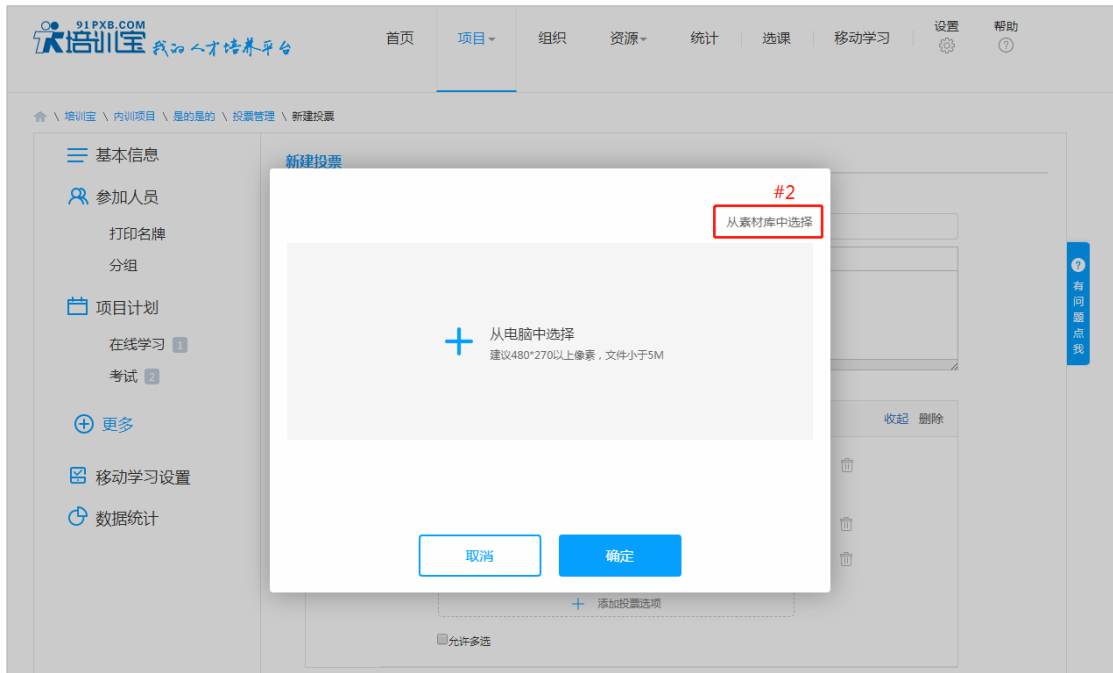 91PXB.COM
培训宝 我的人才培养平台
首页 项目 组织 资源 统计 选课 移动学习 设置 帮助
\ 培训宝 \ 内训项目 \ 是的是的 \ 投票管理 \ 新建投票
基本信息
参加人员
打印名牌
分组
项目计划
在线学习 1
考试 2
更多
移动学习设置
数据统计
新建投票
#2
从素材库中选择
从电脑中选择
建议480*270以上像素，文件小于5M
收起 删除
取消 确定
添加投票选项
允许多选
?
有问题点我